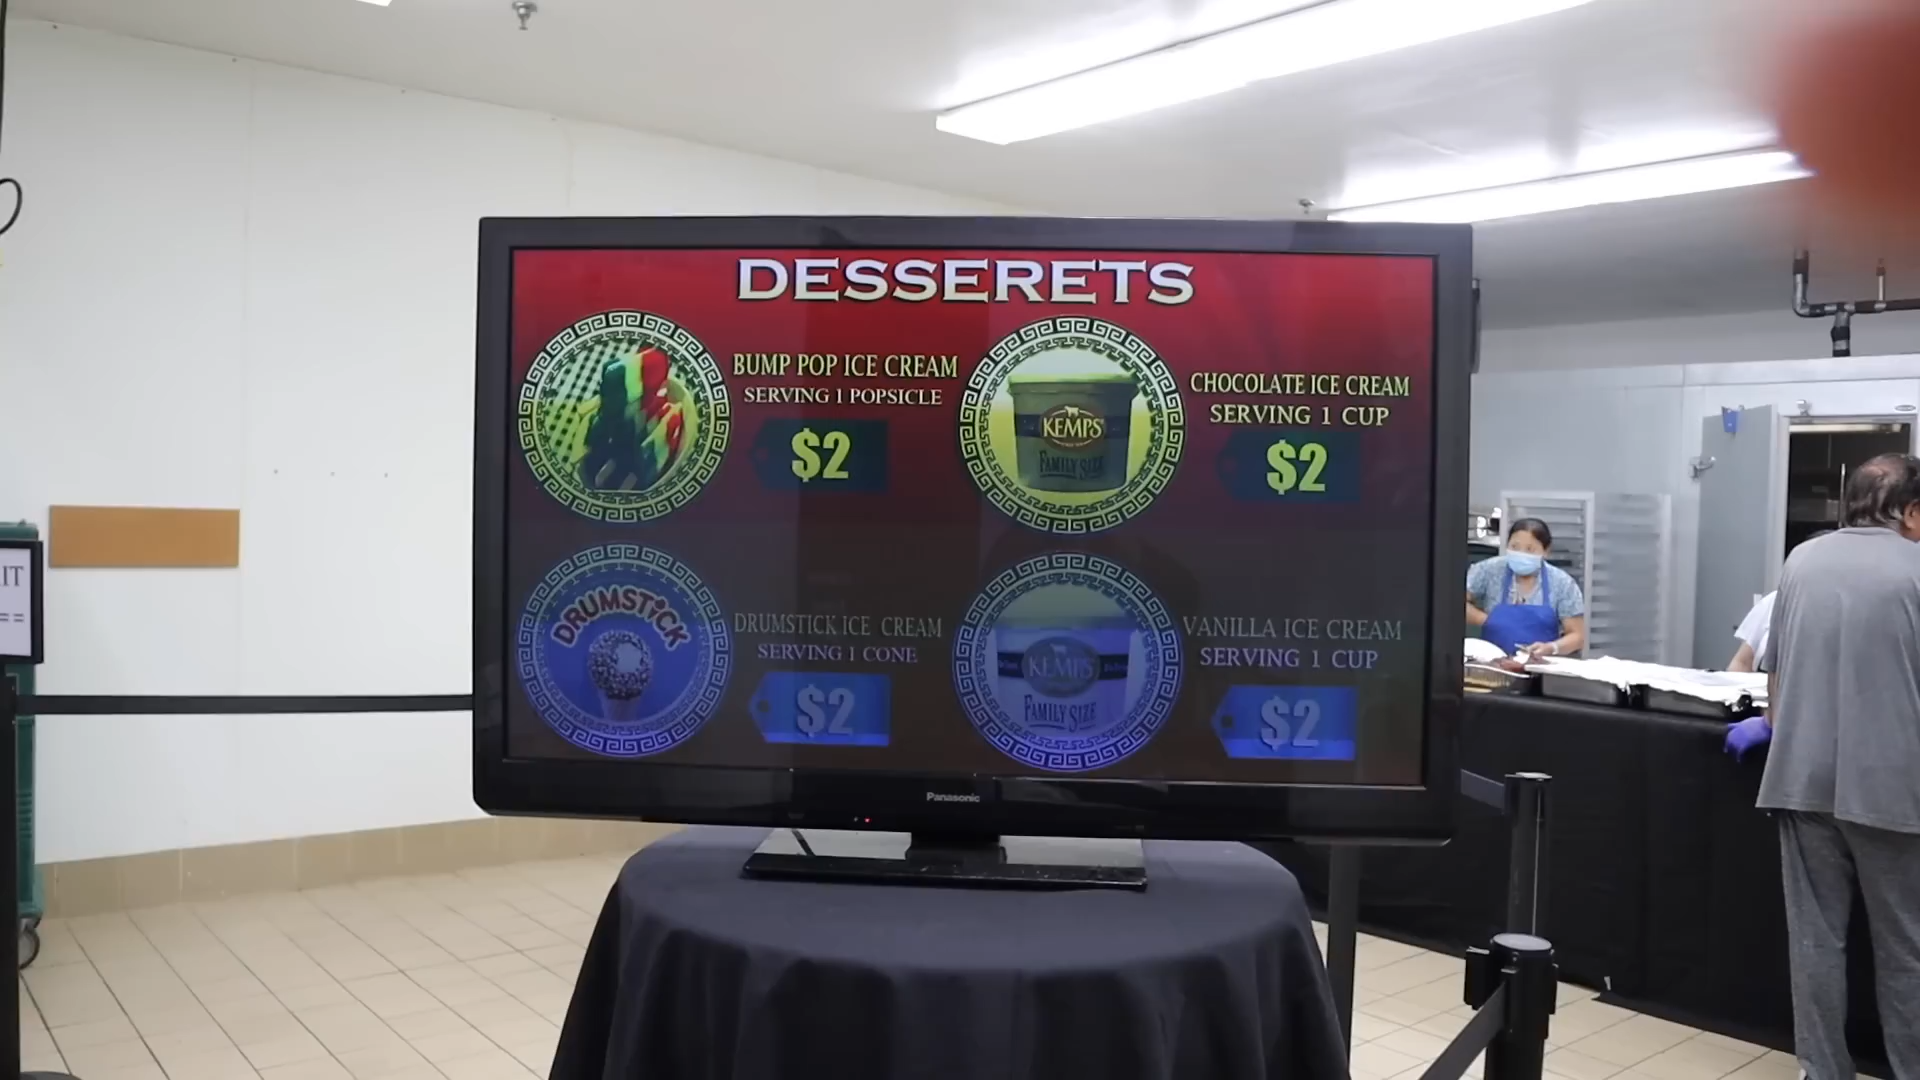 DESSERETS
BUMP POP ICE CREAM
SERVING 1 POPSICLE
$2
KEMPS
FAMILY SIZE
CHOCOLATE ICE CREAM
SERVING 1 CUP
$2
DRUMSTICK
DRUMSTICK ICE CREAM
SERVING 1 CONE
$2
KEMPS
FAMILY SIZE
VANILLA ICE CREAM
SERVING 1 CUP
$2
Panasonic
IT